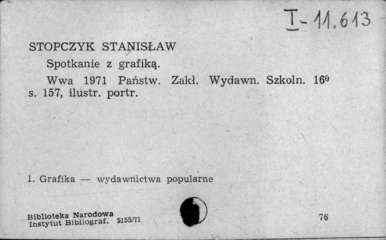 I-11.613
STOPCZYK STANISŁAW
Spotkanie z grafiką.
Wwa 1971 Państw. Zakł. Wydawn. Szkoln. 16⁰
s. 157, ilustr. portr.
1. Grafika — wydawnictwa popularne
Biblioteka Narodowa
Instytut Bibliograf. 5155/71
76